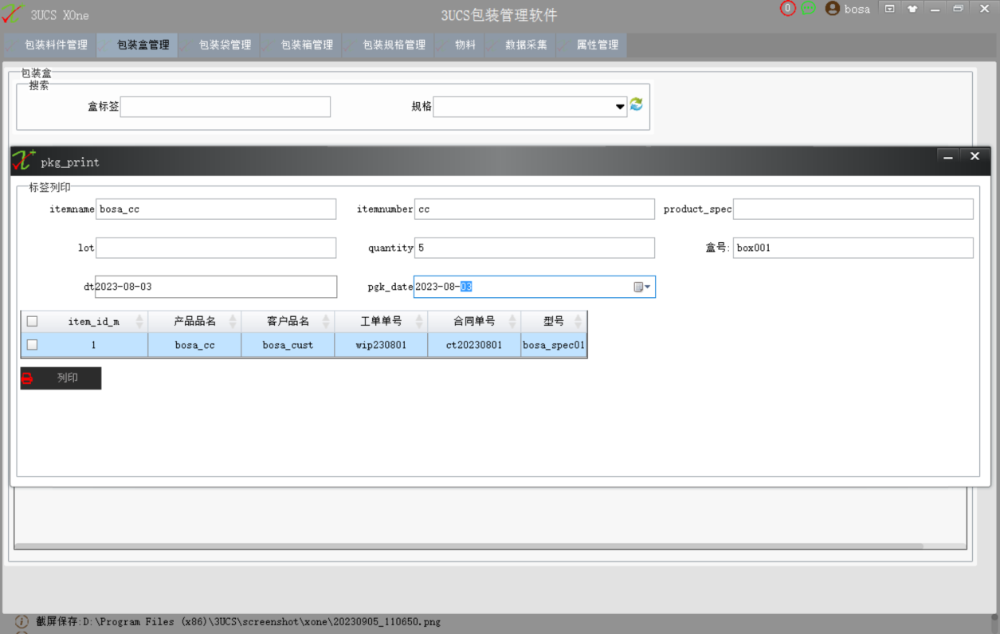 3UCS XOne 3UCS包装管理软件 0 bosa
包装料件管理 包装盒管理 包装袋管理 包装箱管理 包装规格管理 物料 数据采集 属性管理
包装盒
搜索
盒标签 规格
pkg_print
标签列印
itemname bosa_cc itemnumber cc product_spec
lot quantity 5 盒号: box001
dt 2023-08-03 pgk_date 2023-08-03
item_id_m 产品品名 客户品名 工单单号 合同单号 型号
1 bosa_cc bosa_cust wip230801 ct20230801 bosa_spec01
列印
截屏保存:D:\Program Files (x86)\3UCS\screenshot\xone\20230905_110650.png